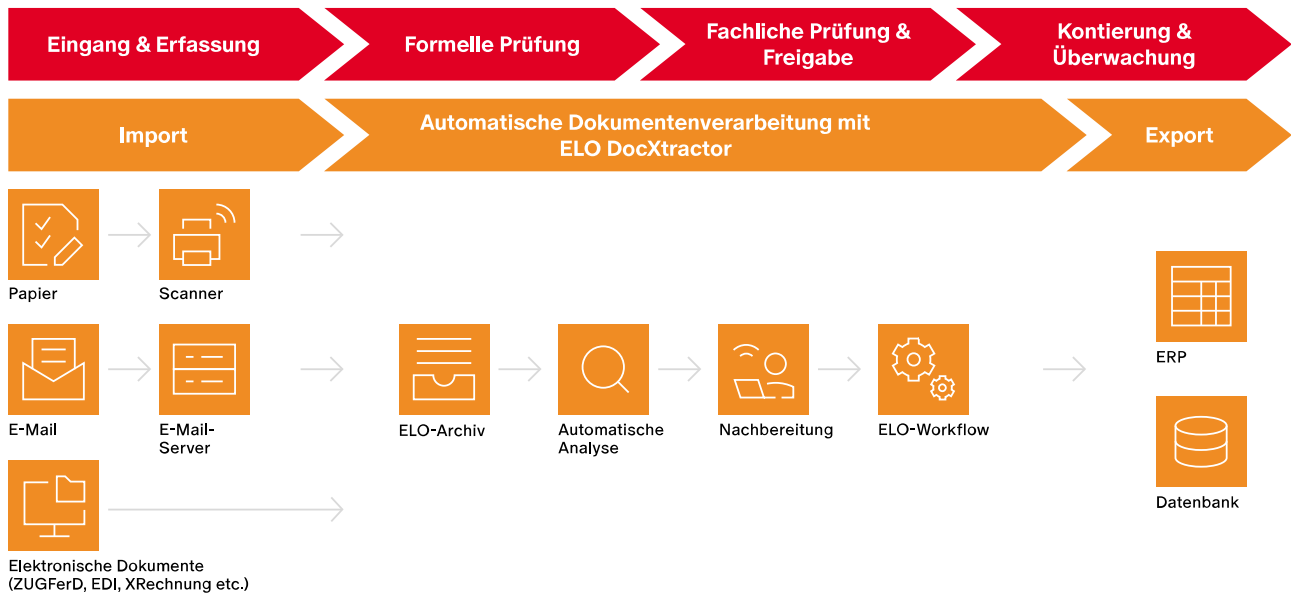 Eingang & Erfassung
Formelle Prüfung
Fachliche Prüfung &
Freigabe
Kontierung &
Überwachung
Import
Automatische Dokumentenverarbeitung mit
ELO DocXtractor
Export
Papier
Scanner
E-Mail
E-Mail-
Server
Elektronische Dokumente
(ZUGFerD, EDI, XRechnung etc.)
ELO-Archiv
Automatische
Analyse
Nachbereitung
ELO-Workflow
ERP
Datenbank